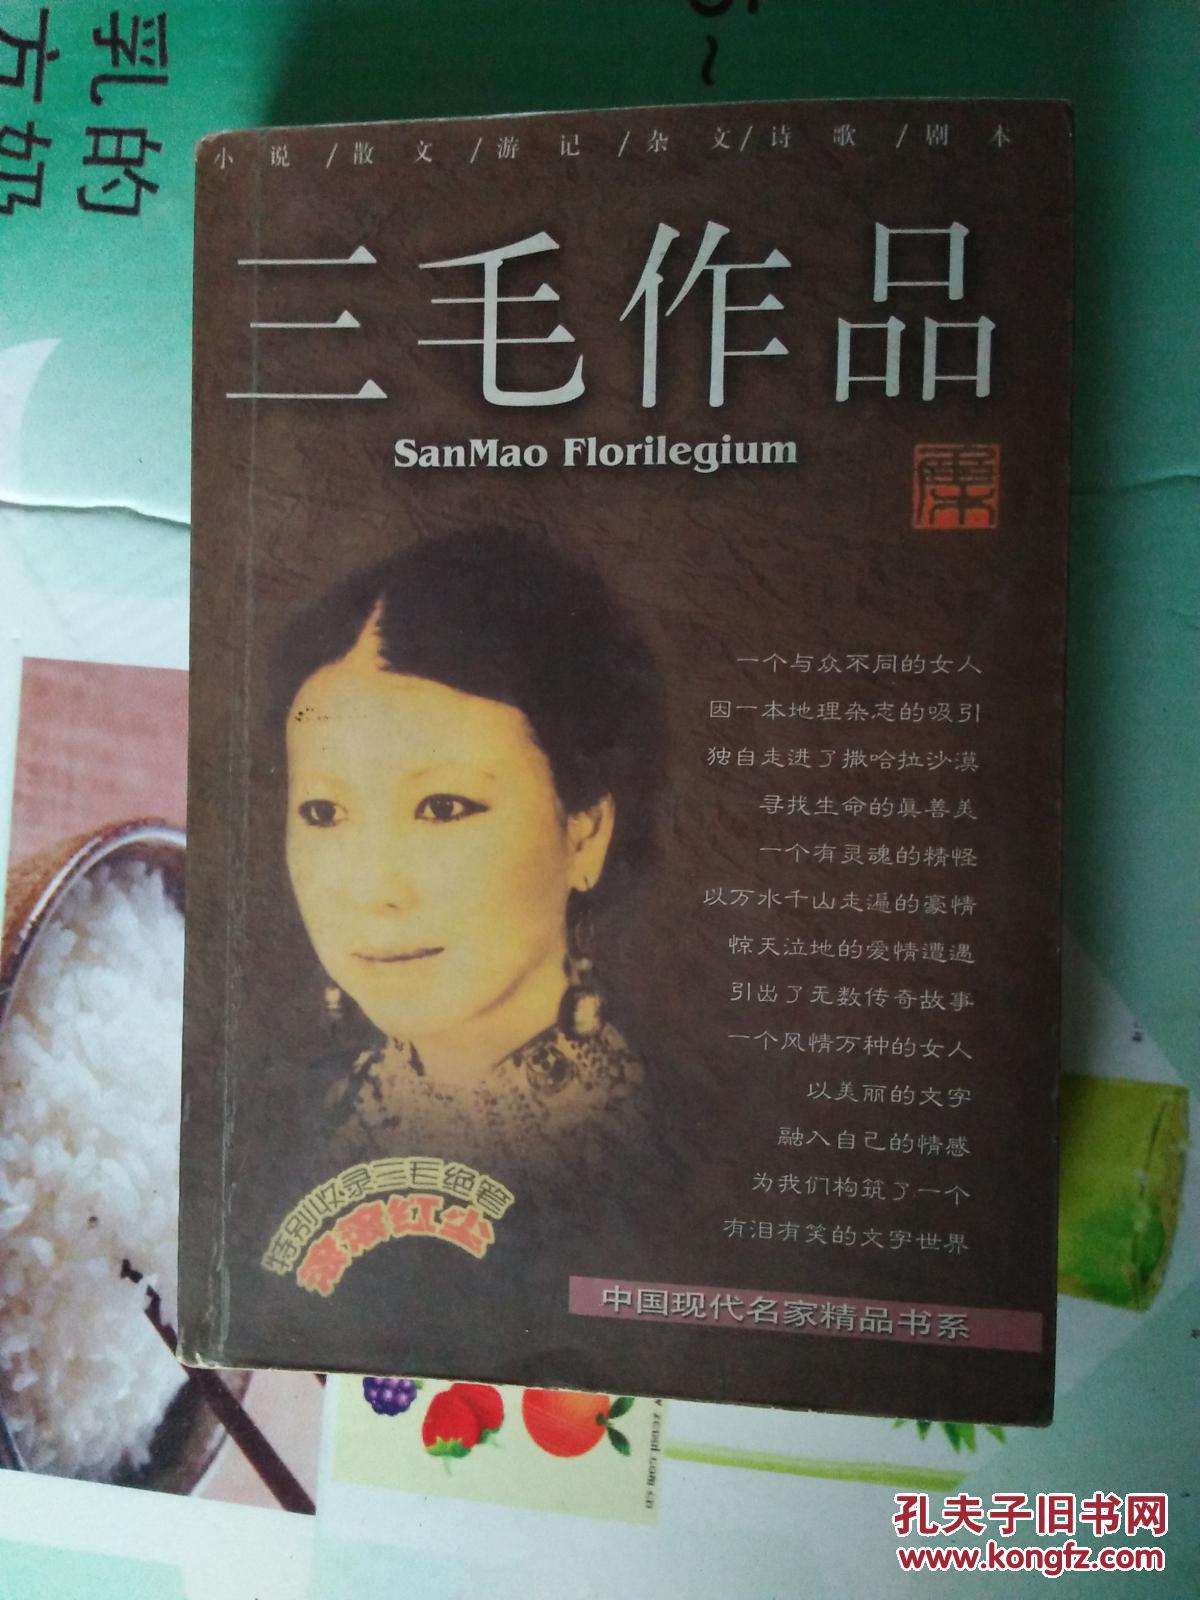 乳的
方奶
5~
小说/散文/游记/杂文/诗歌/剧本
三毛作品
SanMao Florilegium
一个与众不同的女人
因一本地理杂志的吸引
独自走进了撒哈拉沙漠
寻找生命的真善美
一个有灵魂的精怪
以万水千山走遍的豪情
惊天泣地的爱情遭遇
引出了无数传奇故事
一个风情万种的女人
以美丽的文字
融入自己的情感
为我们构筑了一个
有泪有笑的文字世界
特别收录三毛绝笔
滚滚红尘
中国现代名家精品书系
孔夫子旧书网
www.kongfz.com